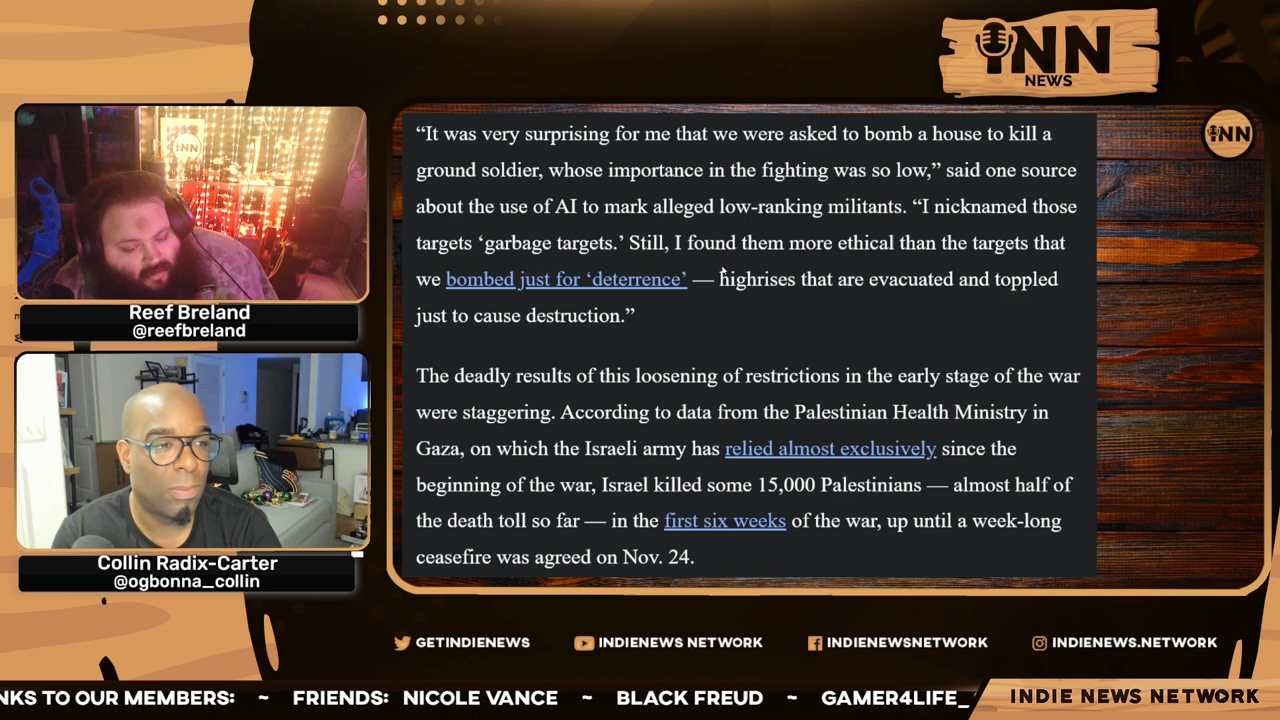 iNN
NEWS
iNN
iNN
Reef Breland
@reefbreland
Collin Radix-Carter
@ogbonna_collin
“It was very surprising for me that we were asked to bomb a house to kill a
ground soldier, whose importance in the fighting was so low,” said one source
about the use of AI to mark alleged low-ranking militants. “I nicknamed those
targets ‘garbage targets.’ Still, I found them more ethical than the targets that
we bombed just for ‘deterrence’ — highrises that are evacuated and toppled
just to cause destruction.”
The deadly results of this loosening of restrictions in the early stage of the war
were staggering. According to data from the Palestinian Health Ministry in
Gaza, on which the Israeli army has relied almost exclusively since the
beginning of the war, Israel killed some 15,000 Palestinians — almost half of
the death toll so far — in the first six weeks of the war, up until a week-long
ceasefire was agreed on Nov. 24.
GETINDIENEWS
INDIENEWS NETWORK
INDIENEWSNETWORK
INDIENEWS.NETWORK
NKS TO OUR MEMBERS: ~ FRIENDS: NICOLE VANCE ~ BLACK FREUD ~ GAMER4LIFE_
INDIE NEWS NETWORK